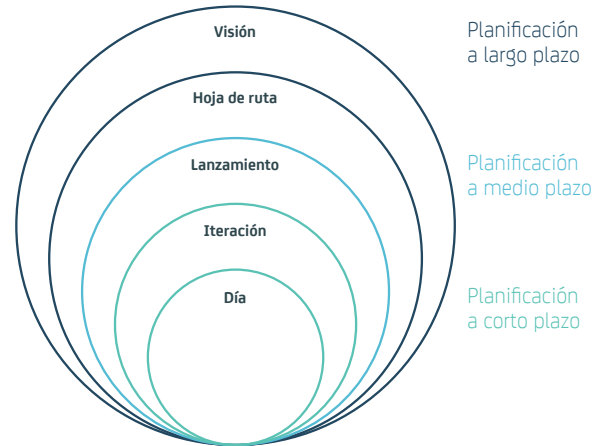 Visión
Planificación
a largo plazo
Hoja de ruta
Lanzamiento
Planificación
a medio plazo
Iteración
Día
Planificación
a corto plazo